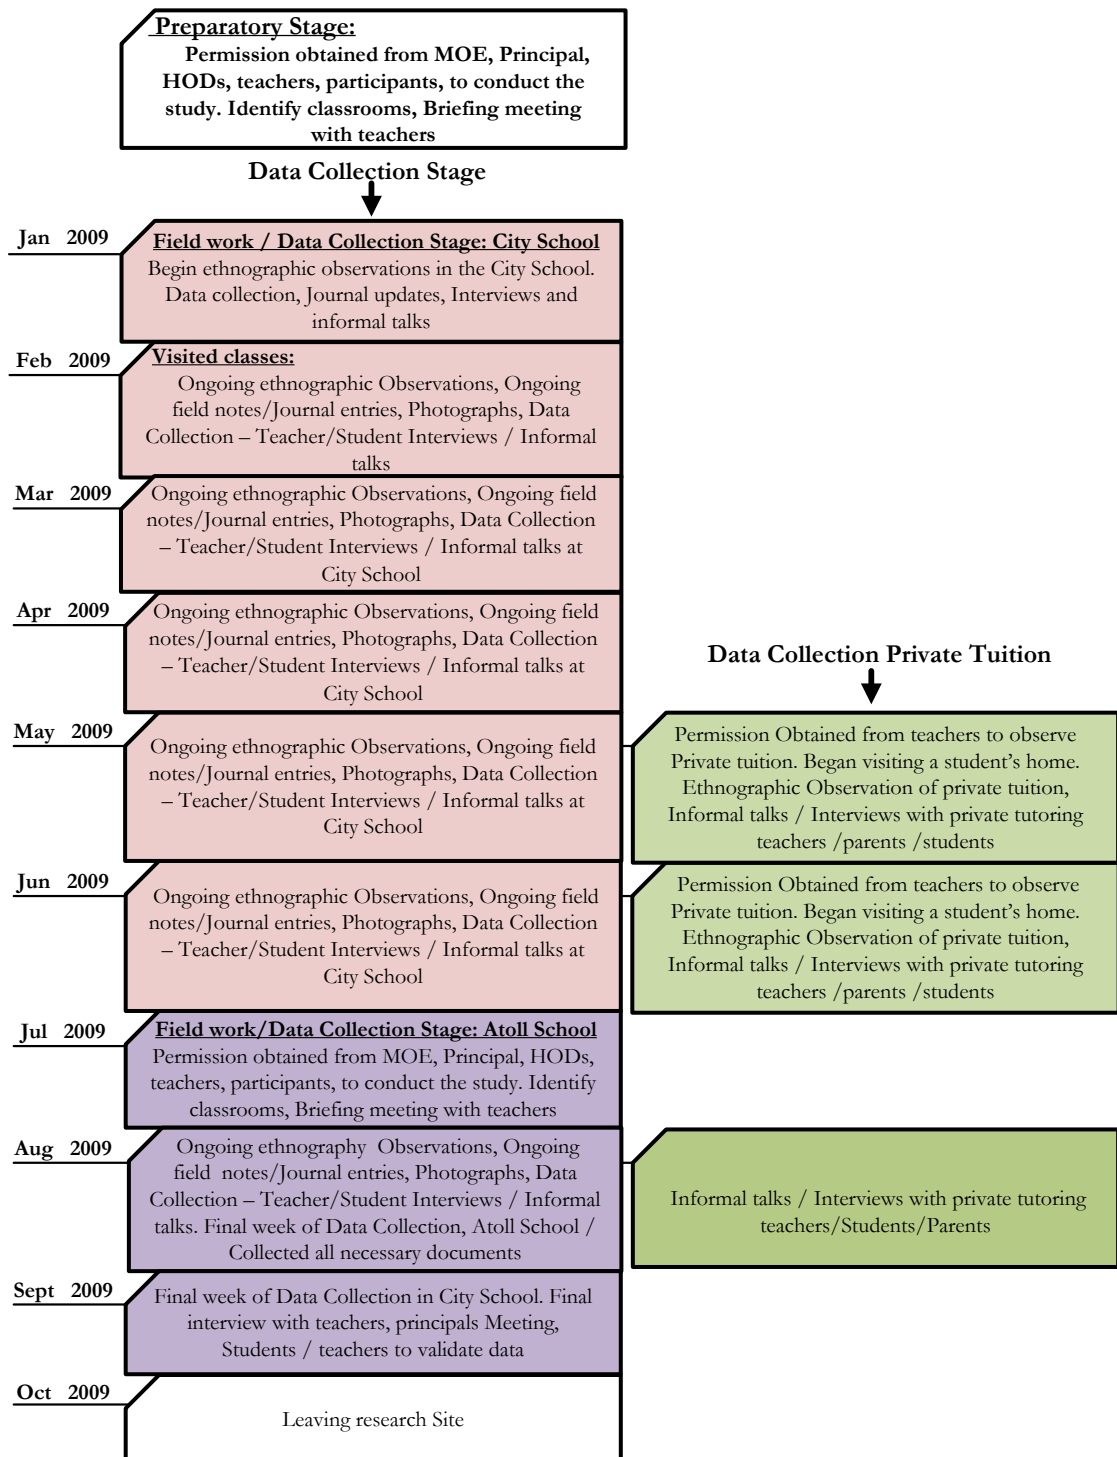 Preparatory Stage:
Permission obtained from MOE, Principal,
HODs, teachers, participants, to conduct the
study. Identify classrooms, Briefing meeting
with teachers
Data Collection Stage
Jan 2009
Field work / Data Collection Stage: City School
Begin ethnographic observations in the City School.
Data collection, Journal updates, Interviews and
informal talks
Feb 2009
Visited classes:
Ongoing ethnographic Observations, Ongoing
field notes/Journal entries, Photographs, Data
Collection – Teacher/Student Interviews / Informal
talks
Mar 2009
Ongoing ethnographic Observations, Ongoing field
notes/Journal entries, Photographs, Data Collection
– Teacher/Student Interviews / Informal talks at
City School
Apr 2009
Ongoing ethnographic Observations, Ongoing field
notes/Journal entries, Photographs, Data Collection
– Teacher/Student Interviews / Informal talks at
City School
Data Collection Private Tuition
May 2009
Ongoing ethnographic Observations, Ongoing field
notes/Journal entries, Photographs, Data Collection
– Teacher/Student Interviews / Informal talks at
City School
Permission Obtained from teachers to observe
Private tuition. Began visiting a student’s home.
Ethnographic Observation of private tuition,
Informal talks / Interviews with private tutoring
teachers /parents /students
Jun 2009
Ongoing ethnographic Observations, Ongoing field
notes/Journal entries, Photographs, Data Collection
– Teacher/Student Interviews / Informal talks at
City School
Permission Obtained from teachers to observe
Private tuition. Began visiting a student’s home.
Ethnographic Observation of private tuition,
Informal talks / Interviews with private tutoring
teachers /parents /students
Jul 2009
Field work/Data Collection Stage: Atoll School
Permission obtained from MOE, Principal, HODs,
teachers, participants, to conduct the study. Identify
classrooms, Briefing meeting with teachers
Aug 2009
Ongoing ethnography Observations, Ongoing
field notes/Journal entries, Photographs, Data
Collection – Teacher/Student Interviews / Informal
talks. Final week of Data Collection, Atoll School /
Collected all necessary documents
Informal talks / Interviews with private tutoring
teachers/Students/Parents
Sept 2009
Final week of Data Collection in City School. Final
interview with teachers, principals Meeting,
Students / teachers to validate data
Oct 2009
Leaving research Site